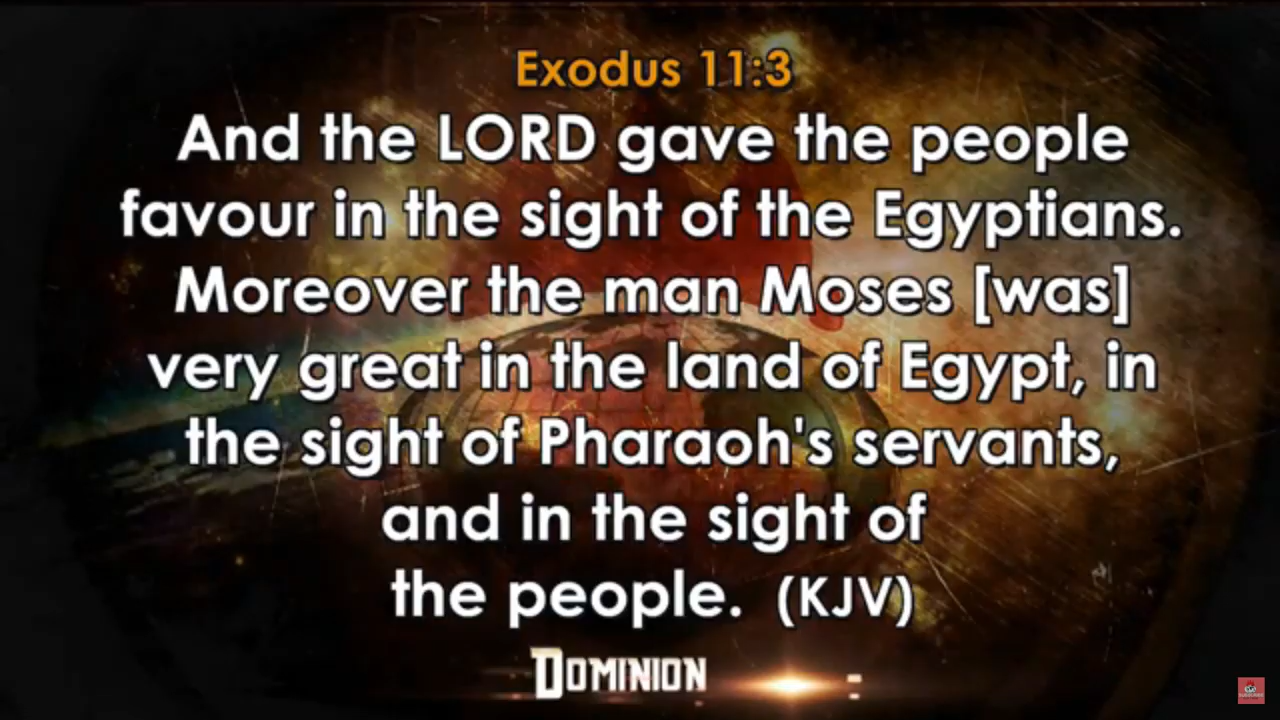 Exodus 11:3
And the LORD gave the people
favour in the sight of the Egyptians.
Moreover the man Moses [was]
very great in the land of Egypt, in
the sight of Pharaoh's servants,
and in the sight of
the people. (KJV)
DOMINION